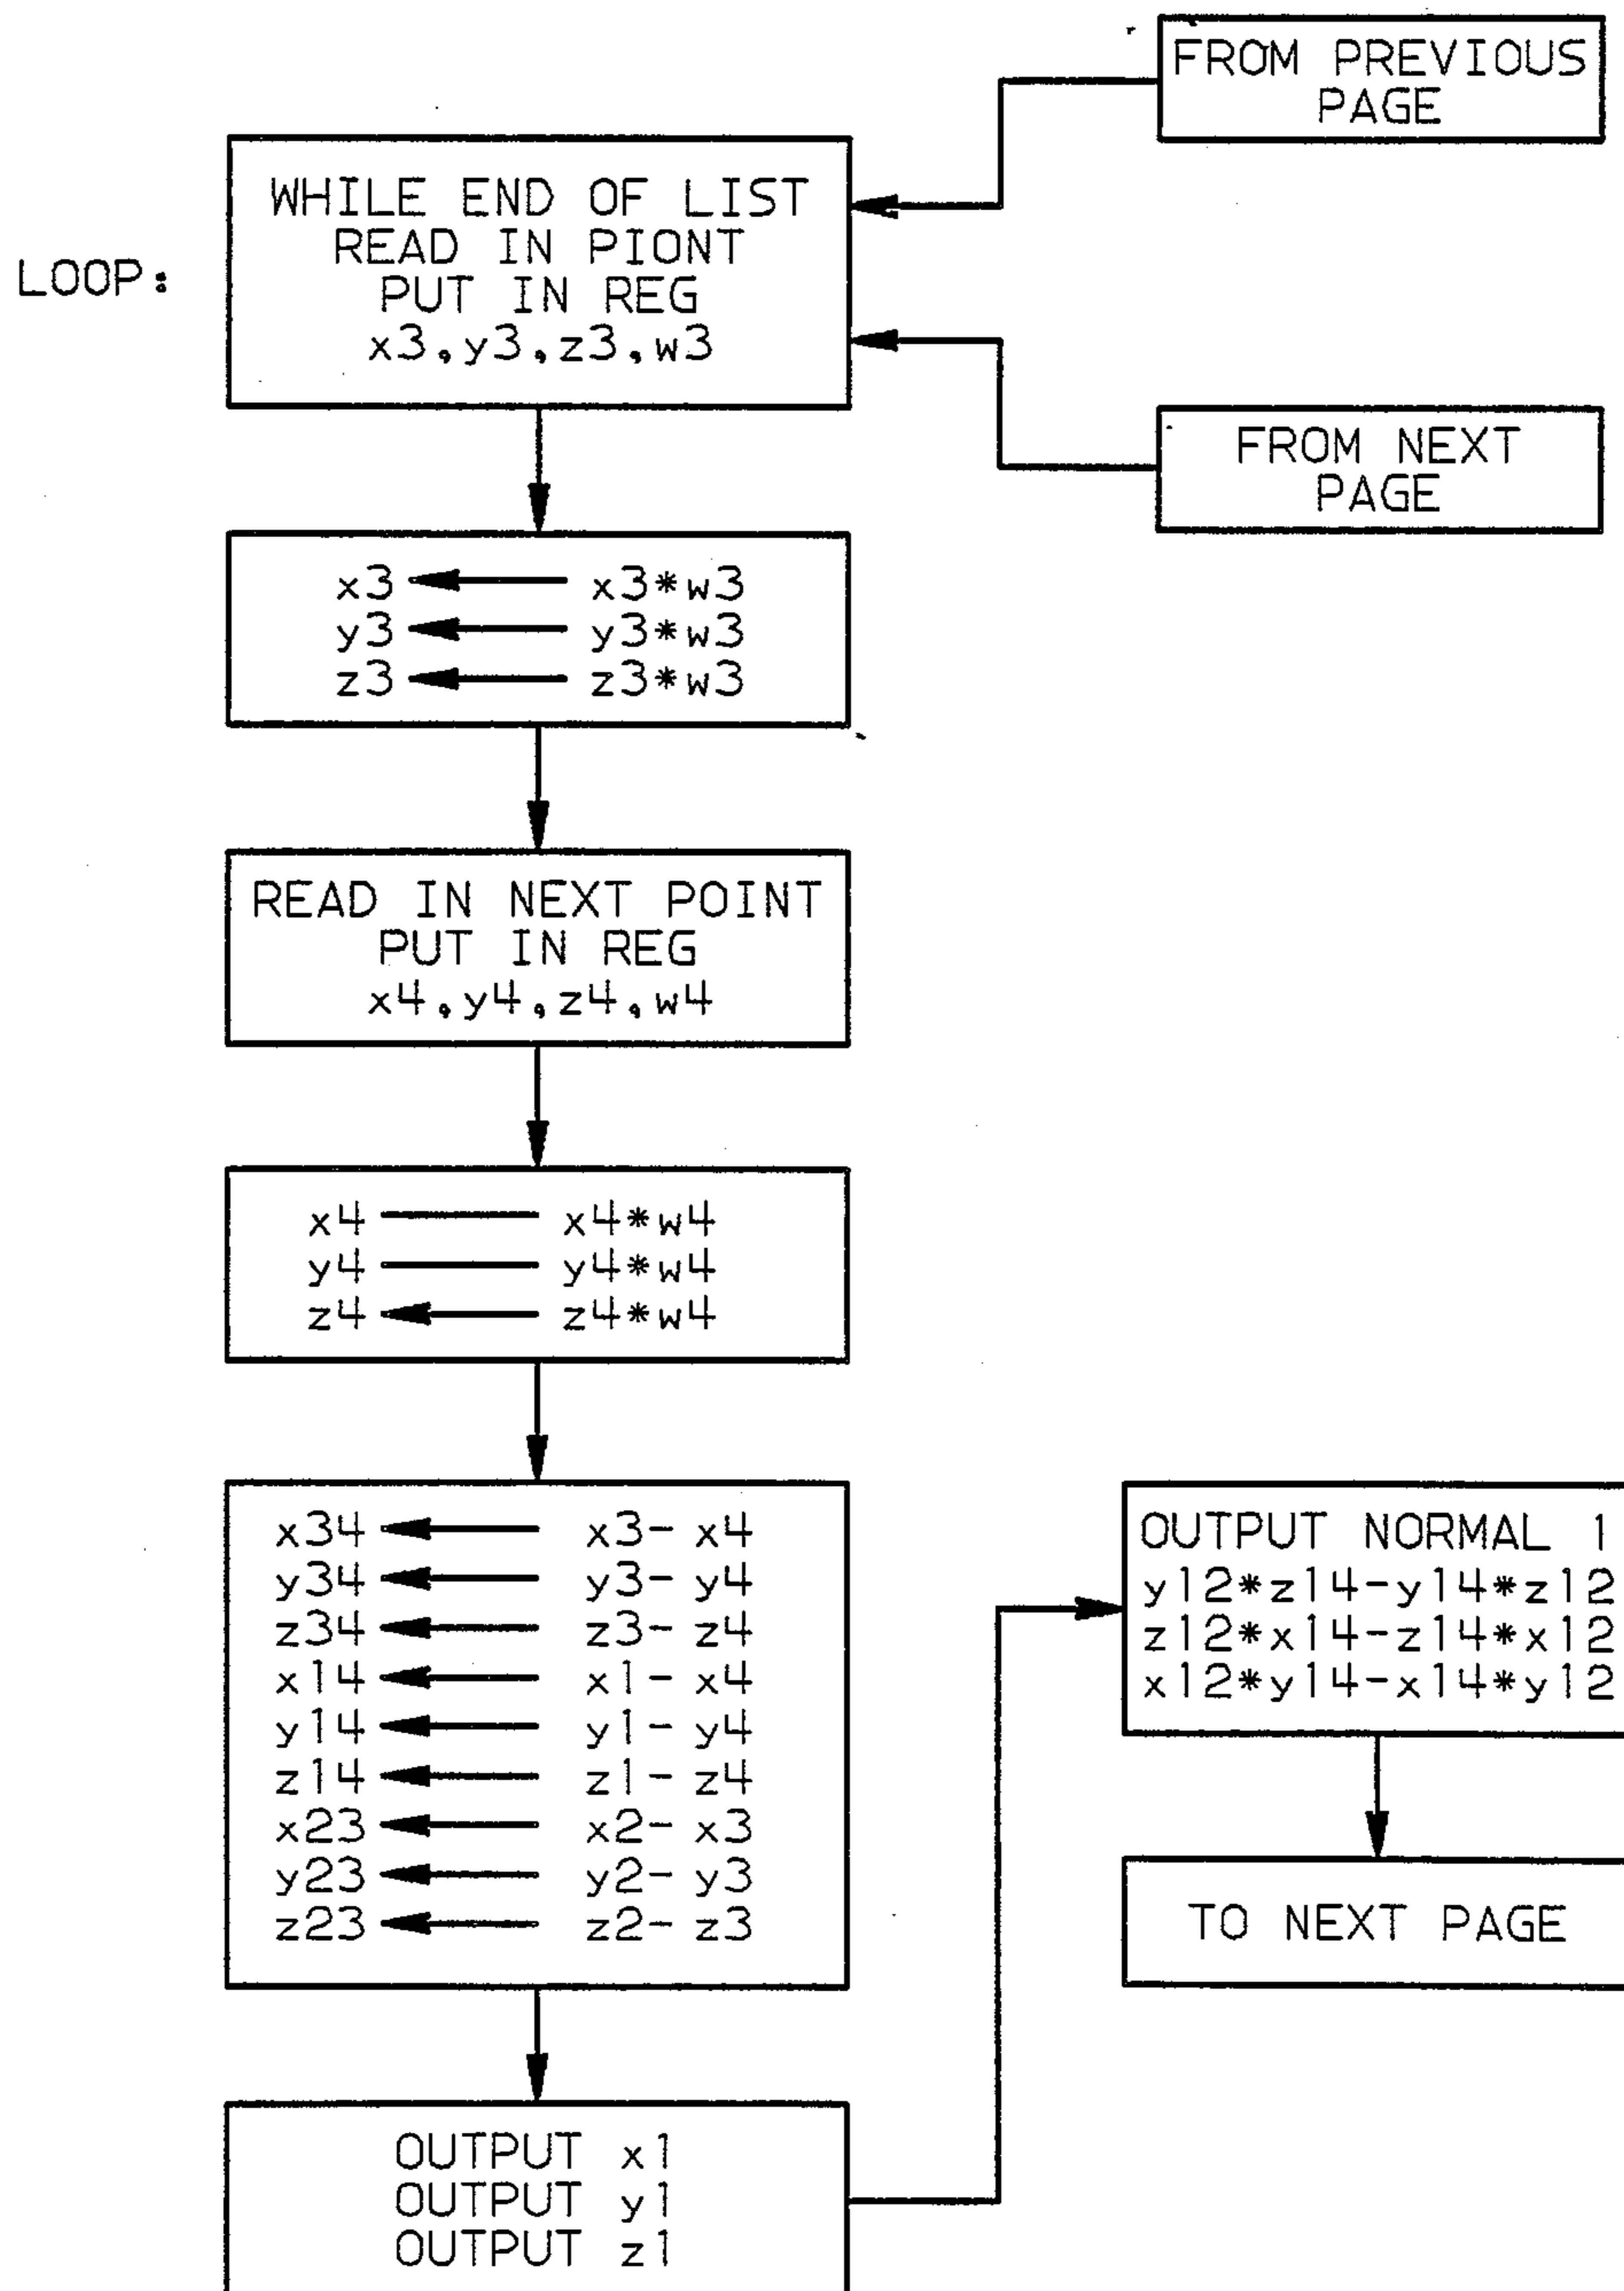 FROM PREVIOUS
PAGE
LOOP:
WHILE END OF LIST
READ IN PIONT
PUT IN REG
x3,y3,z3,w3
FROM NEXT
PAGE
x3 x3*w3
y3 y3*w3
z3 z3*w3
READ IN NEXT POINT
PUT IN REG
x4,y4,z4,w4
x4 x4*w4
y4 y4*w4
z4 z4*w4
x34 x3- x4
y34 y3- y4
z34 z3- z4
x14 x1- x4
y14 y1- y4
z14 z1- z4
x23 x2- x3
y23 y2- y3
z23 z2- z3
OUTPUT x1
OUTPUT y1
OUTPUT z1
OUTPUT NORMAL 1
y12*z14-y14*z12
z12*x14-z14*x12
x12*y14-x14*y12
TO NEXT PAGE